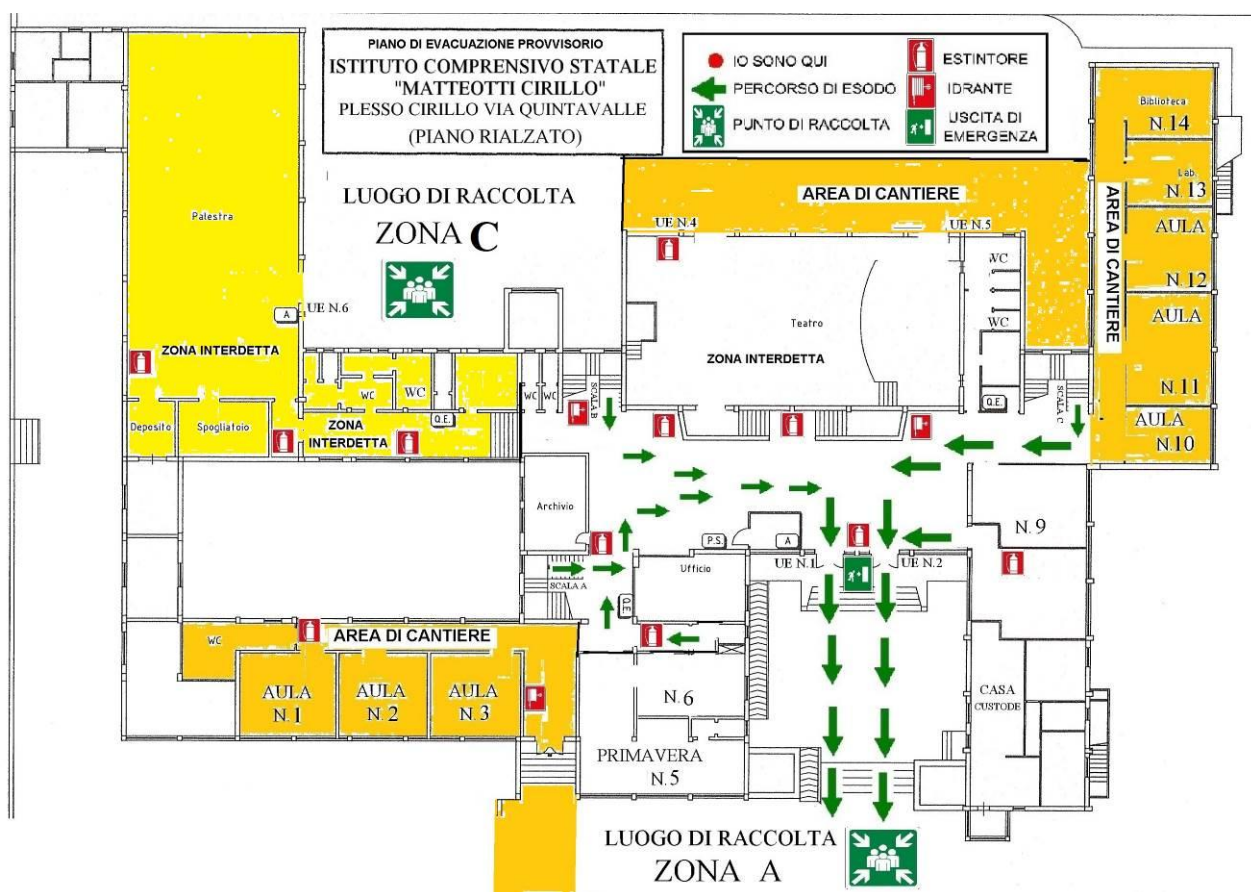 PIANO DI EVACUAZIONE PROVVISORIO
ISTITUTO COMPRENSIVO STATALE
"MATTEOTTI CIRILLO"
PLESSO CIRILLO VIA QUINTAVALLE
(PIANO RIALZATO)
IO SONO QUI
PERCORSO DI ESODO
PUNTO DI RACCOLTA
ESTINTORE
IDRANTE
USCITA DI
EMERGENZA
Biblioteca
N.14
Lab.
N.13
AULA
N.12
AULA
N.11
AULA
N.10
AREA DI CANTIERE
AREA DI CANTIERE
UE N.4
UE N.5
LUOGO DI RACCOLTA
ZONA C
Palestra
A
UE N.6
ZONA INTERDETTA
WC
WC
Teatro
ZONA INTERDETTA
WC
WC
WC
WC
Q.E.
SCALA B
Q.E.
SCALA C
Deposito
Spogliatoio
ZONA
INTERDETTA
Archivio
P.S.
A
N.9
SCALA A
Ufficio
UE N.1
UE N.2
Q.E.
WC
AREA DI CANTIERE
AULA
N.1
AULA
N.2
AULA
N.3
N.6
PRIMAVERA
N.5
CASA
CUSTODE
LUOGO DI RACCOLTA
ZONA A